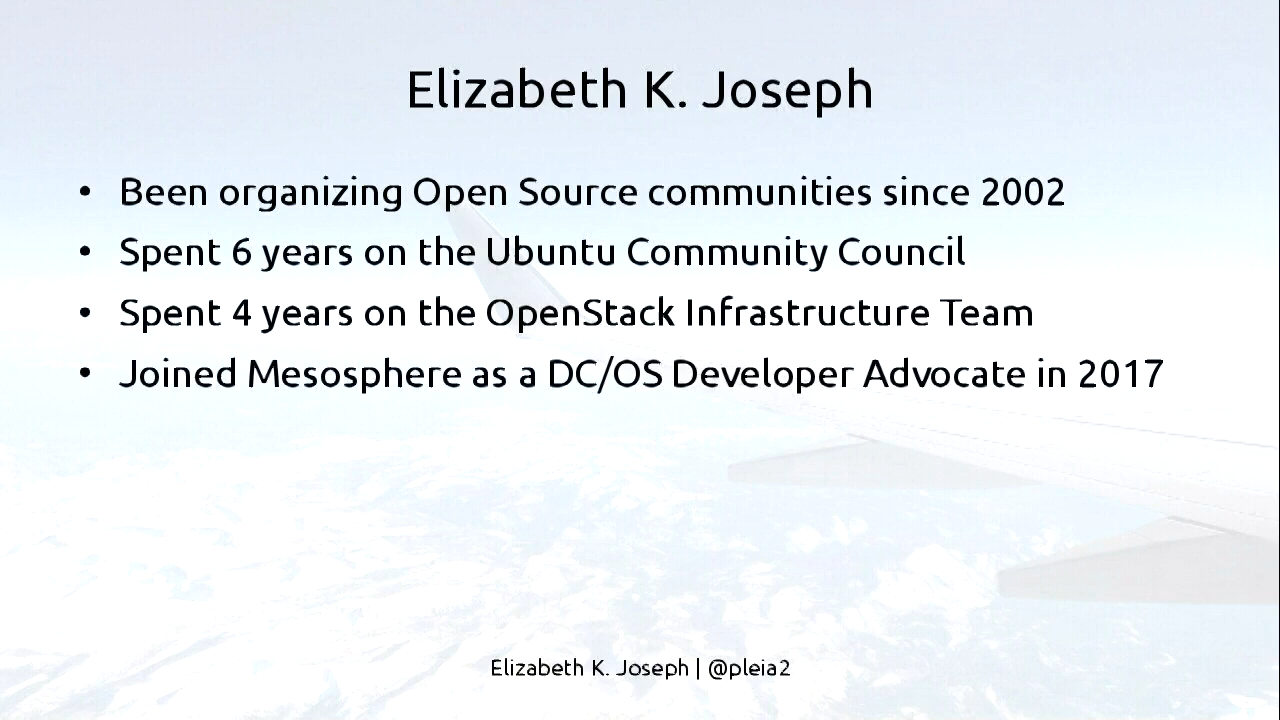 Elizabeth K. Joseph
• Been organizing Open Source communities since 2002
• Spent 6 years on the Ubuntu Community Council
• Spent 4 years on the OpenStack Infrastructure Team
• Joined Mesosphere as a DC/OS Developer Advocate in 2017
Elizabeth K. Joseph | @pleia2